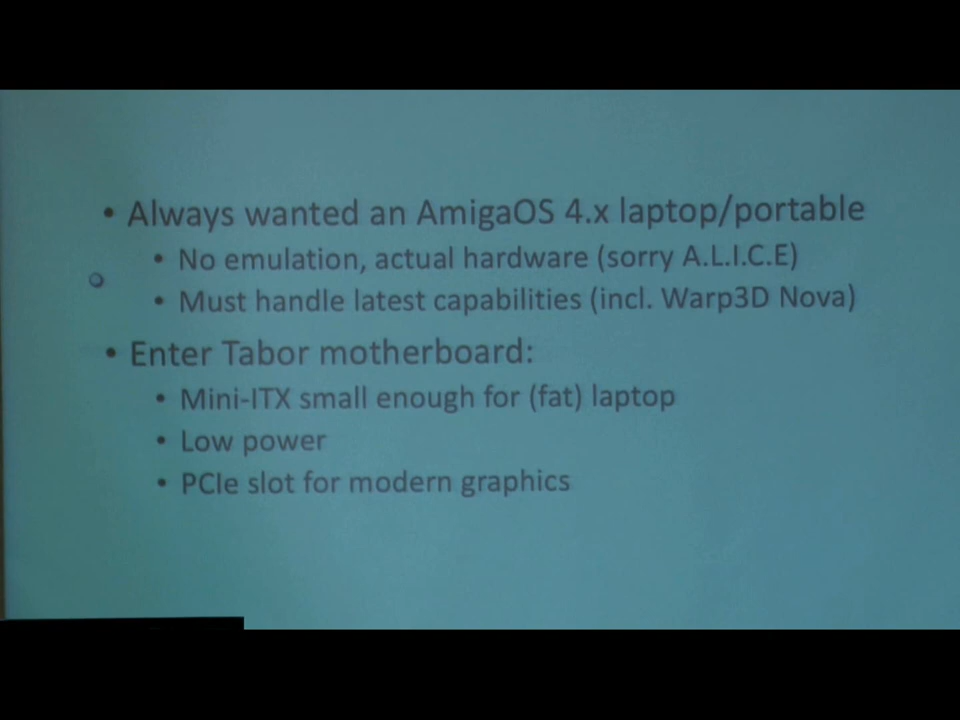 • Always wanted an AmigaOS 4.x laptop/portable
• No emulation, actual hardware (sorry A.L.I.C.E)
• Must handle latest capabilities (incl. Warp3D Nova)
• Enter Tabor motherboard:
• Mini-ITX small enough for (fat) laptop
• Low power
• PCIe slot for modern graphics